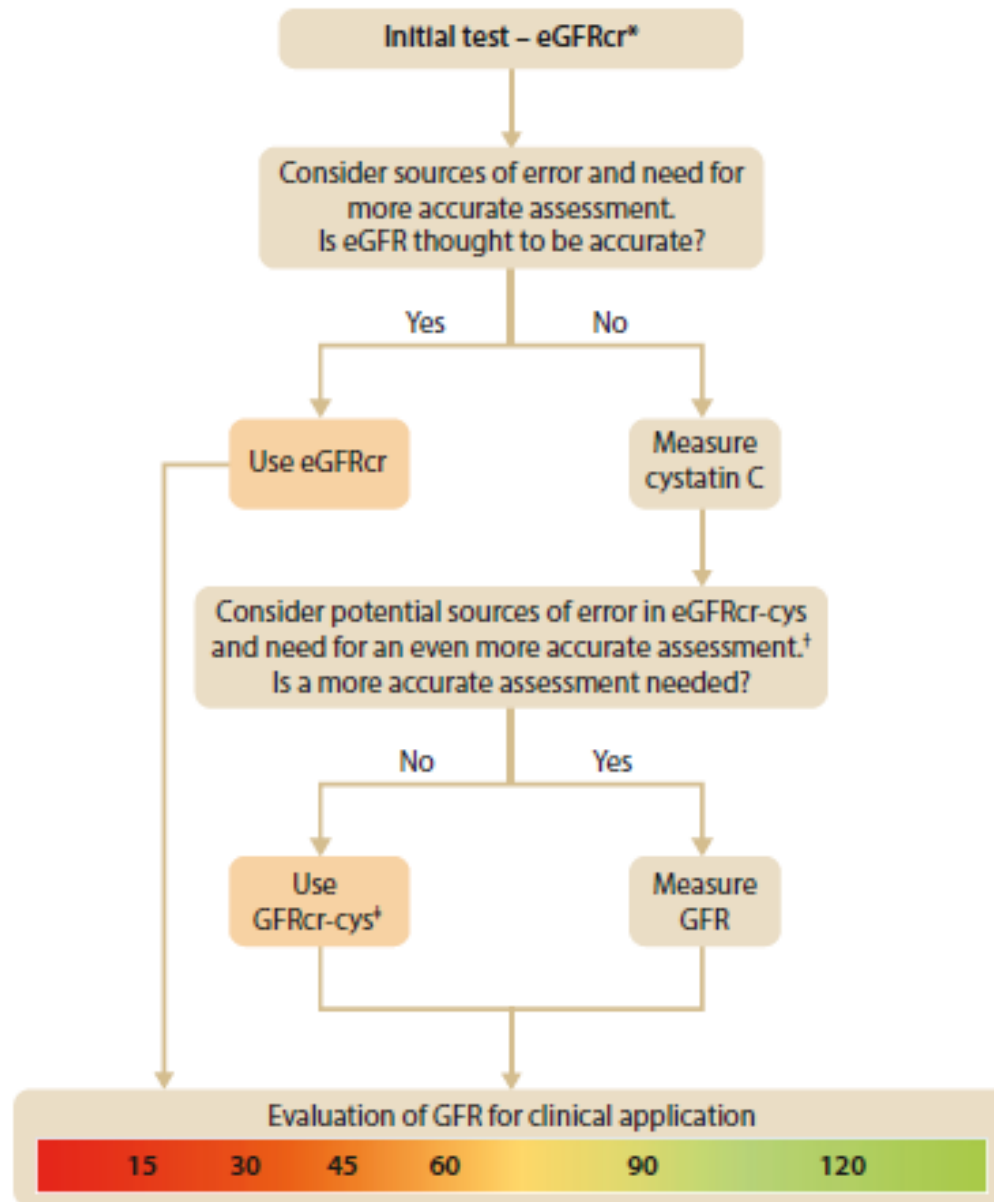 Initial test – eGFRcr*
Consider sources of error and need for
more accurate assessment.
Is eGFR thought to be accurate?
Yes
No
Use eGFRcr
Measure
cystatin C
Consider potential sources of error in eGFRcr-cys
and need for an even more accurate assessment.†
Is a more accurate assessment needed?
No
Yes
Use
GFRcr-cys‡
Measure
GFR
Evaluation of GFR for clinical application
15 30 45 60 90 120